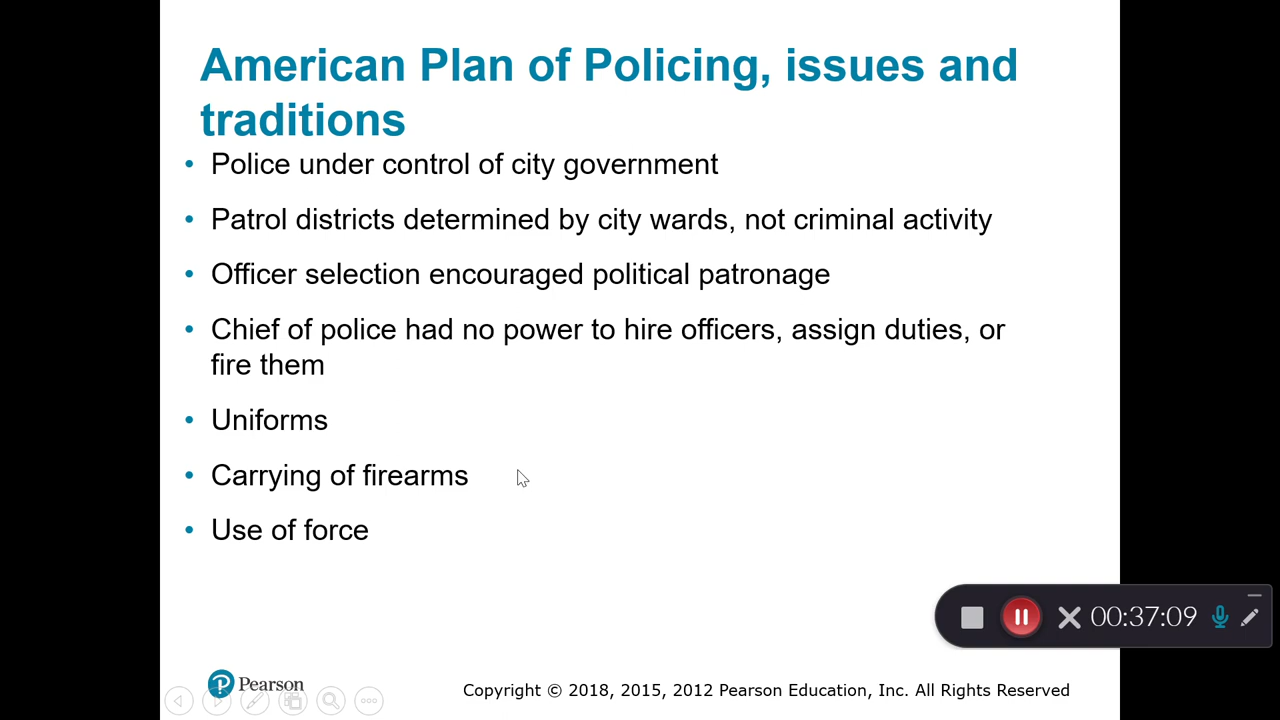 American Plan of Policing, issues and
traditions
• Police under control of city government
• Patrol districts determined by city wards, not criminal activity
• Officer selection encouraged political patronage
• Chief of police had no power to hire officers, assign duties, or
fire them
• Uniforms
• Carrying of firearms
• Use of force
00:37:09
Pearson
Copyright © 2018, 2015, 2012 Pearson Education, Inc. All Rights Reserved